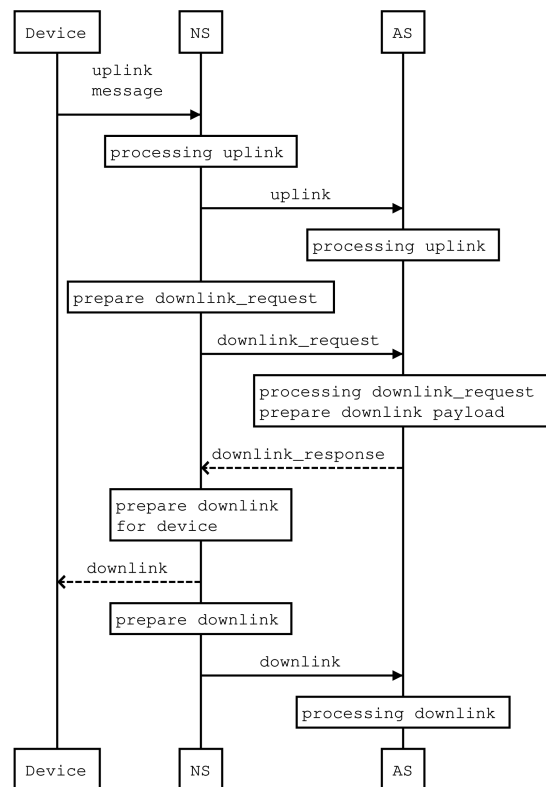 Device
NS
AS
uplink
message
processing uplink
uplink
processing uplink
prepare downlink_request
downlink_request
processing downlink_request
prepare downlink payload
downlink_response
prepare downlink
for device
downlink
prepare downlink
downlink
processing downlink
Device
NS
AS